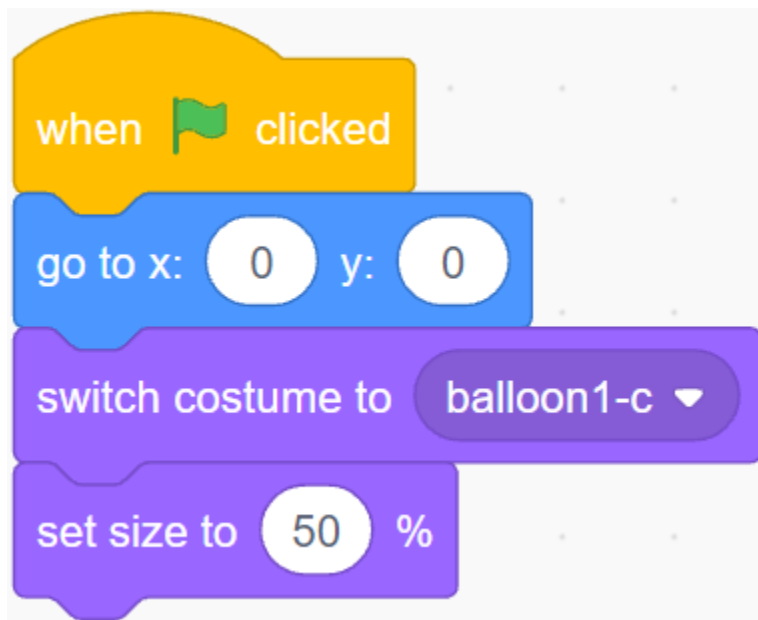 when clicked
go to x: 0 y: 0
switch costume to balloon1-c
set size to 50 %